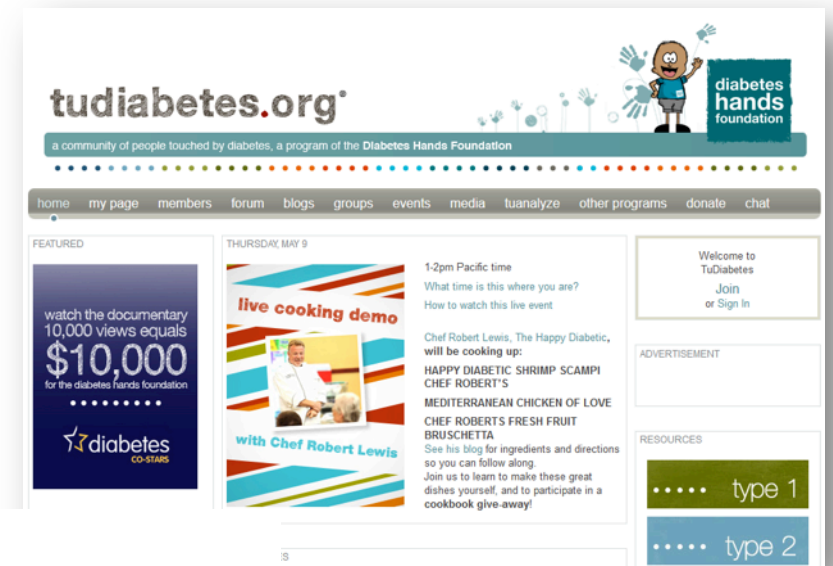 tudiabetes.org®
diabetes
hands
foundation
a community of people touched by diabetes, a program of the Diabetes Hands Foundation
home my page members forum blogs groups events media tuanalyze other programs donate chat
FEATURED
watch the documentary
10,000 views equals
$10,000
for the diabetes hands foundation
diabetes
CO-STARS
THURSDAY, MAY 9
live cooking demo
with Chef Robert Lewis
1-2pm Pacific time
What time is this where you are?
How to watch this live event
Chef Robert Lewis, The Happy Diabetic,
will be cooking up:
HAPPY DIABETIC SHRIMP SCAMPI
CHEF ROBERT'S
MEDITERRANEAN CHICKEN OF LOVE
CHEF ROBERTS FRESH FRUIT
BRUSCHETTA
See his blog for ingredients and directions
so you can follow along.
Join us to learn to make these great
dishes yourself, and to participate in a
cookbook give-away!
Welcome to
TuDiabetes
Join
or Sign In
ADVERTISEMENT
RESOURCES
type 1
type 2